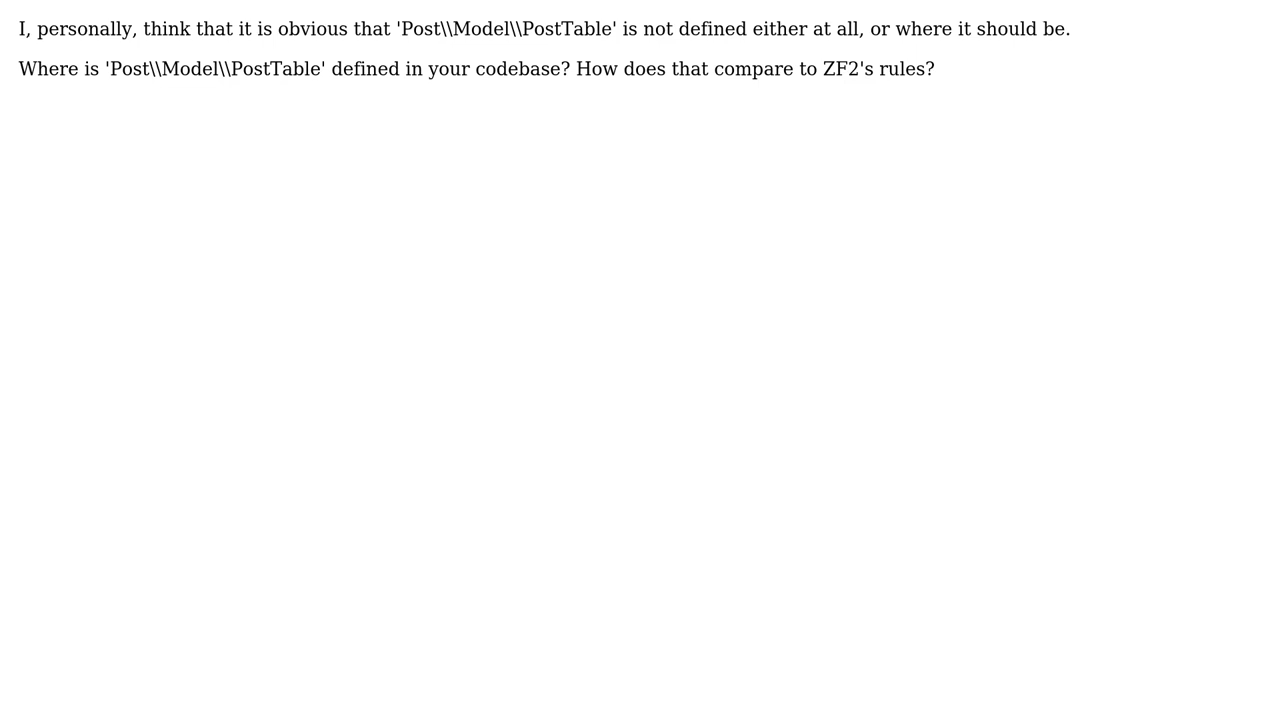 I, personally, think that it is obvious that 'Post\\Model\\PostTable' is not defined either at all, or where it should be.
Where is 'Post\\Model\\PostTable' defined in your codebase? How does that compare to ZF2's rules?